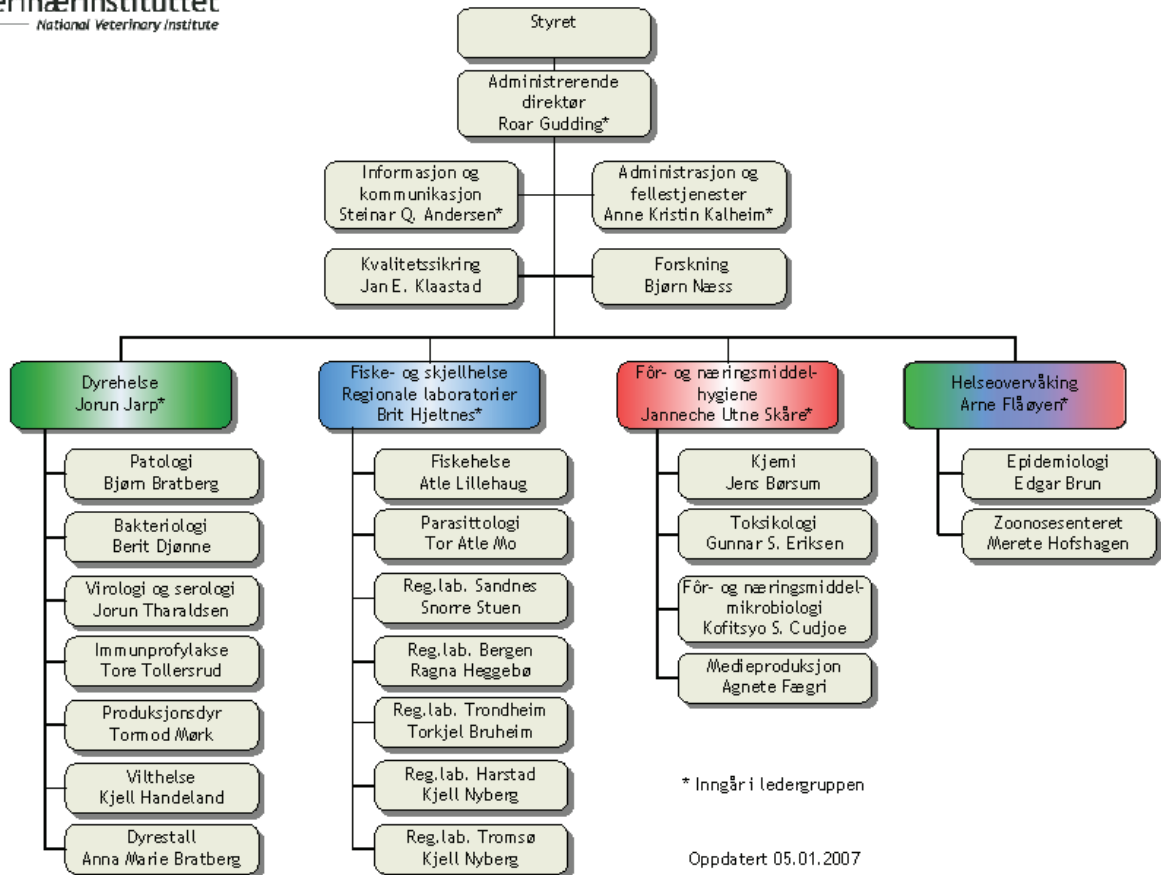 National Veterinary Institute
Styret
Administrerende
direktør
Roar Gudding*
Informasjon og
kommunikasjon
Steinar Q. Andersen*
Administrasjon og
fellestjenester
Anne Kristin Kalheim*
Kvalitetssikring
Jan E. Klaastad
Forskning
Bjørn Næss
Dyrehelse
Jorun Jarp*
Patologi
Bjørn Bratberg
Bakteriologi
Berit Djønne
Virologi og serologi
Jorun Tharaldsen
Immunprofylakse
Tore Tollersrud
Produksjonsdyr
Tormod Mørk
Vilthelse
Kjell Handeland
Dyrestall
Anna Marie Bratberg
Fiske- og skjellhelse
Regionale laboratorier
Brit Hjeltnes*
Fiskehelse
Atle Lillehaug
Parasittologi
Tor Atle Mo
Reg.lab. Sandnes
Snorre Stuen
Reg.lab. Bergen
Ragna Heggebø
Reg.lab. Trondheim
Torkjel Bruheim
Reg.lab. Harstad
Kjell Nyberg
Reg.lab. Tromsø
Kjell Nyberg
Fôr- og næringsmiddel-
hygiene
Janneche Utne Skåre*
Kjemi
Jens Børsum
Toksikologi
Gunnar S. Eriksen
Fôr- og næringsmiddel-
mikrobiologi
Kofitsyo S. Cudjoe
Medieproduksjon
Agnete Fægri
Helseovervåking
Arne Flåøyen*
Epidemiologi
Edgar Brun
Zoonosesenteret
Merete Hofshagen
* Inngår i ledergruppen
Oppdatert 05.01.2007